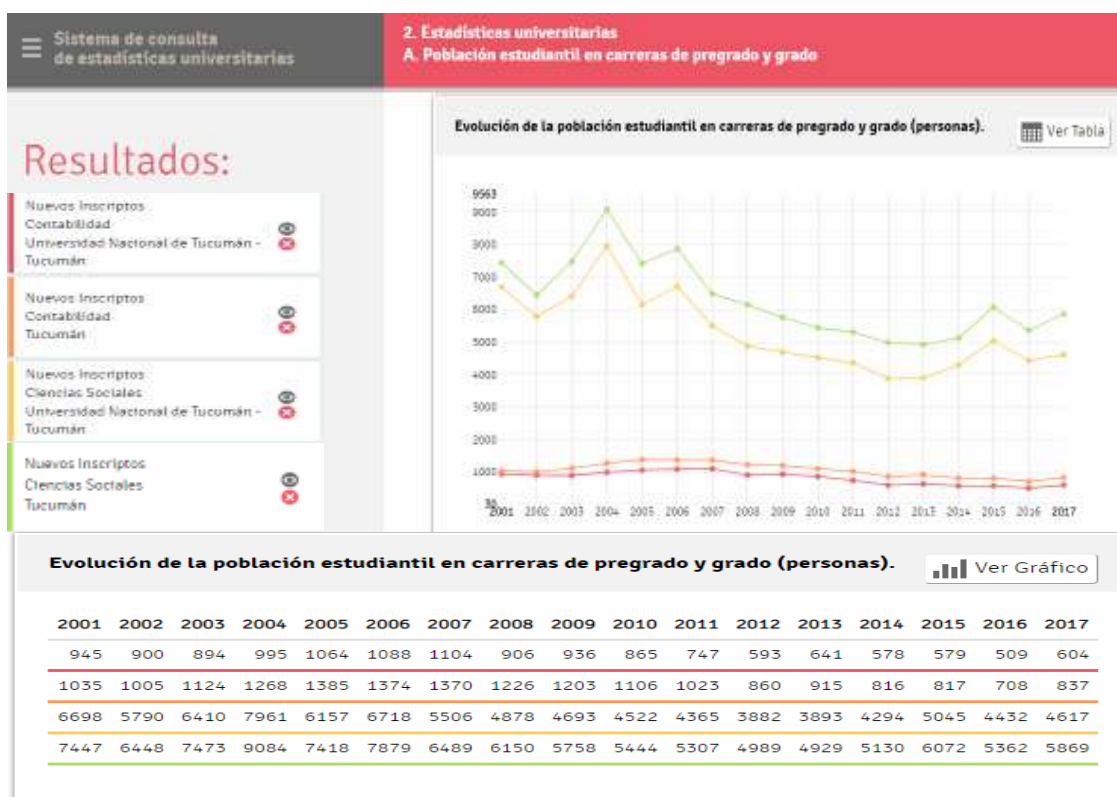 Sistema de consulta
de estadísticas universitarias
2. Estadísticas universitarias
A. Población estudiantil en carreras de pregrado y grado
Resultados:
Nuevos Inscriptos
Contabilidad
Universidad Nacional de Tucumán -
Tucumán
Nuevos Inscriptos
Contabilidad
Tucumán
Nuevos Inscriptos
Ciencias Sociales
Universidad Nacional de Tucumán -
Tucumán
Nuevos Inscriptos
Ciencias Sociales
Tucumán
Evolución de la población estudiantil en carreras de pregrado y grado (personas).
Ver Tabla
9563
9000
8000
7000
6000
5000
4000
3000
2000
1000
2001 2002 2003 2004 2005 2006 2007 2008 2009 2010 2011 2012 2013 2014 2015 2016 2017
Evolución de la población estudiantil en carreras de pregrado y grado (personas).
Ver Gráfico
2001 2002 2003 2004 2005 2006 2007 2008 2009 2010 2011 2012 2013 2014 2015 2016 2017
945 900 894 995 1064 1088 1104 906 936 865 747 593 641 578 579 509 604
1035 1005 1124 1268 1385 1374 1370 1226 1203 1106 1023 860 915 816 817 708 837
6698 5790 6410 7961 6157 6718 5506 4878 4693 4522 4365 3882 3893 4294 5045 4432 4617
7447 6448 7473 9084 7418 7879 6489 6150 5758 5444 5307 4989 4929 5130 6072 5362 5869